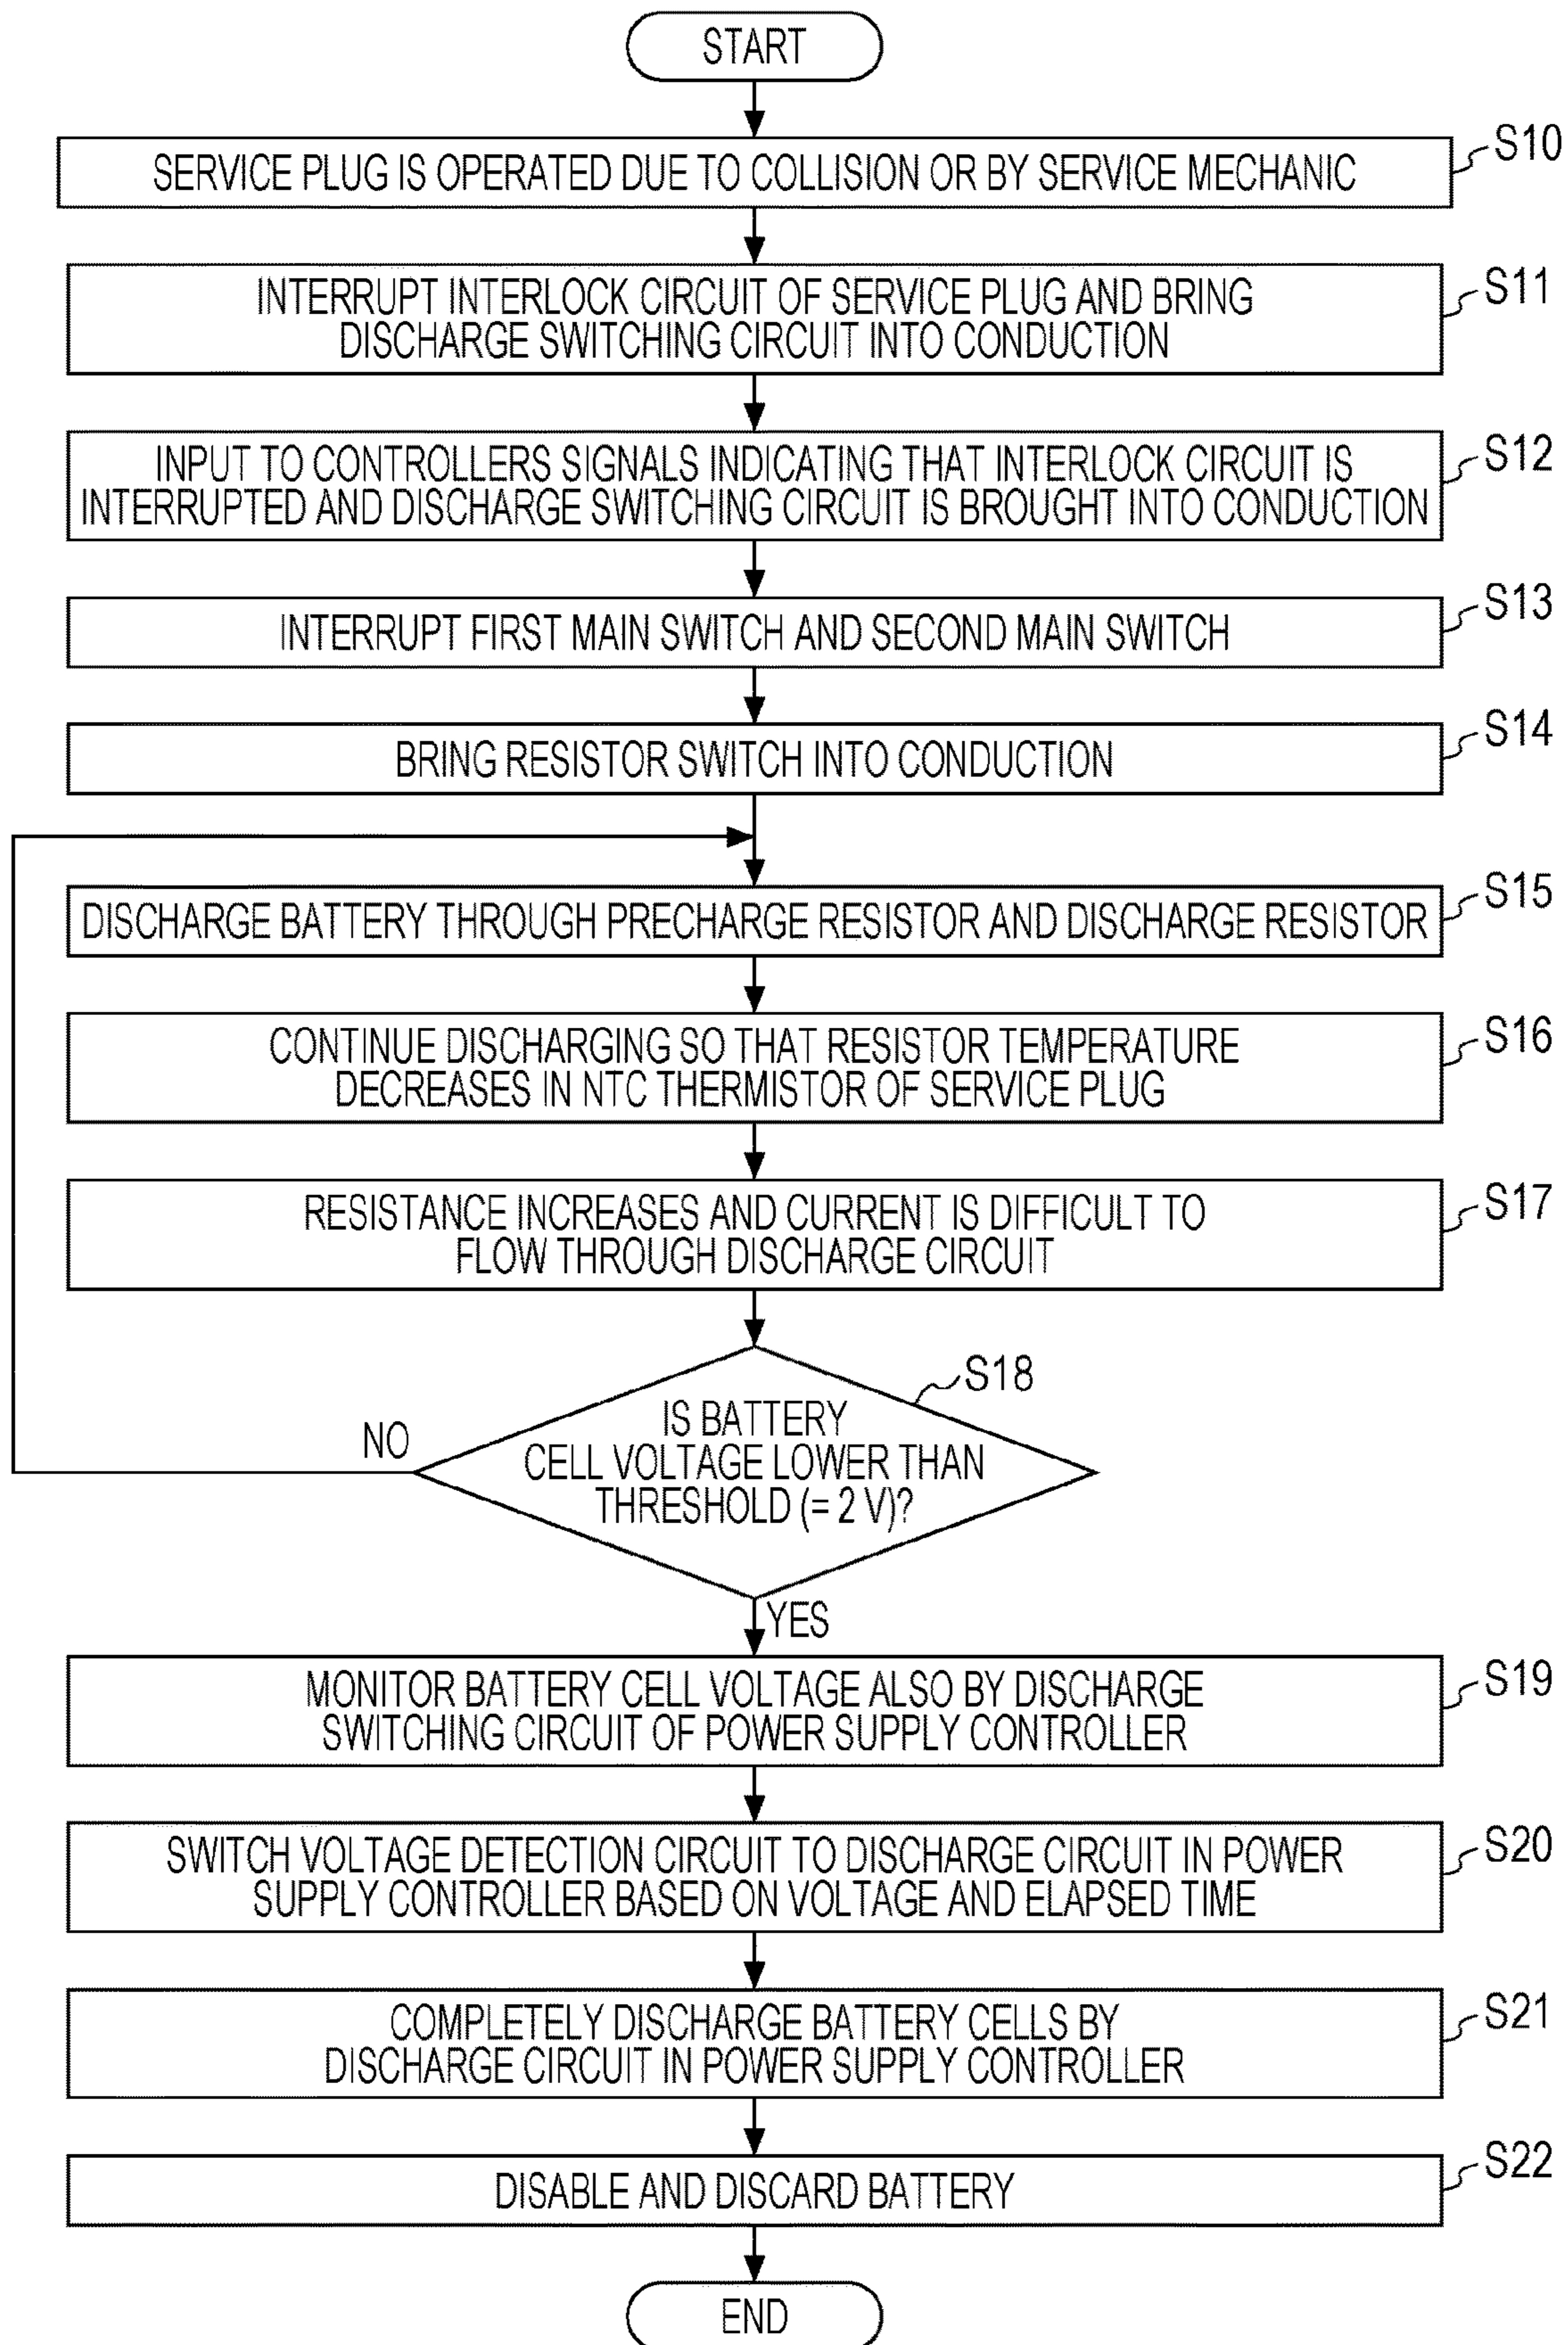 START
SERVICE PLUG IS OPERATED DUE TO COLLISION OR BY SERVICE MECHANIC
S10
INTERRUPT INTERLOCK CIRCUIT OF SERVICE PLUG AND BRING
DISCHARGE SWITCHING CIRCUIT INTO CONDUCTION
S11
INPUT TO CONTROLLERS SIGNALS INDICATING THAT INTERLOCK CIRCUIT IS
INTERRUPTED AND DISCHARGE SWITCHING CIRCUIT IS BROUGHT INTO CONDUCTION
S12
INTERRUPT FIRST MAIN SWITCH AND SECOND MAIN SWITCH
S13
BRING RESISTOR SWITCH INTO CONDUCTION
S14
DISCHARGE BATTERY THROUGH PRECHARGE RESISTOR AND DISCHARGE RESISTOR
S15
CONTINUE DISCHARGING SO THAT RESISTOR TEMPERATURE
DECREASES IN NTC THERMISTOR OF SERVICE PLUG
S16
RESISTANCE INCREASES AND CURRENT IS DIFFICULT TO
FLOW THROUGH DISCHARGE CIRCUIT
S17
IS BATTERY
CELL VOLTAGE LOWER THAN
THRESHOLD (= 2 V)?
S18
NO
YES
MONITOR BATTERY CELL VOLTAGE ALSO BY DISCHARGE
SWITCHING CIRCUIT OF POWER SUPPLY CONTROLLER
S19
SWITCH VOLTAGE DETECTION CIRCUIT TO DISCHARGE CIRCUIT IN POWER
SUPPLY CONTROLLER BASED ON VOLTAGE AND ELAPSED TIME
S20
COMPLETELY DISCHARGE BATTERY CELLS BY
DISCHARGE CIRCUIT IN POWER SUPPLY CONTROLLER
S21
DISABLE AND DISCARD BATTERY
S22
END